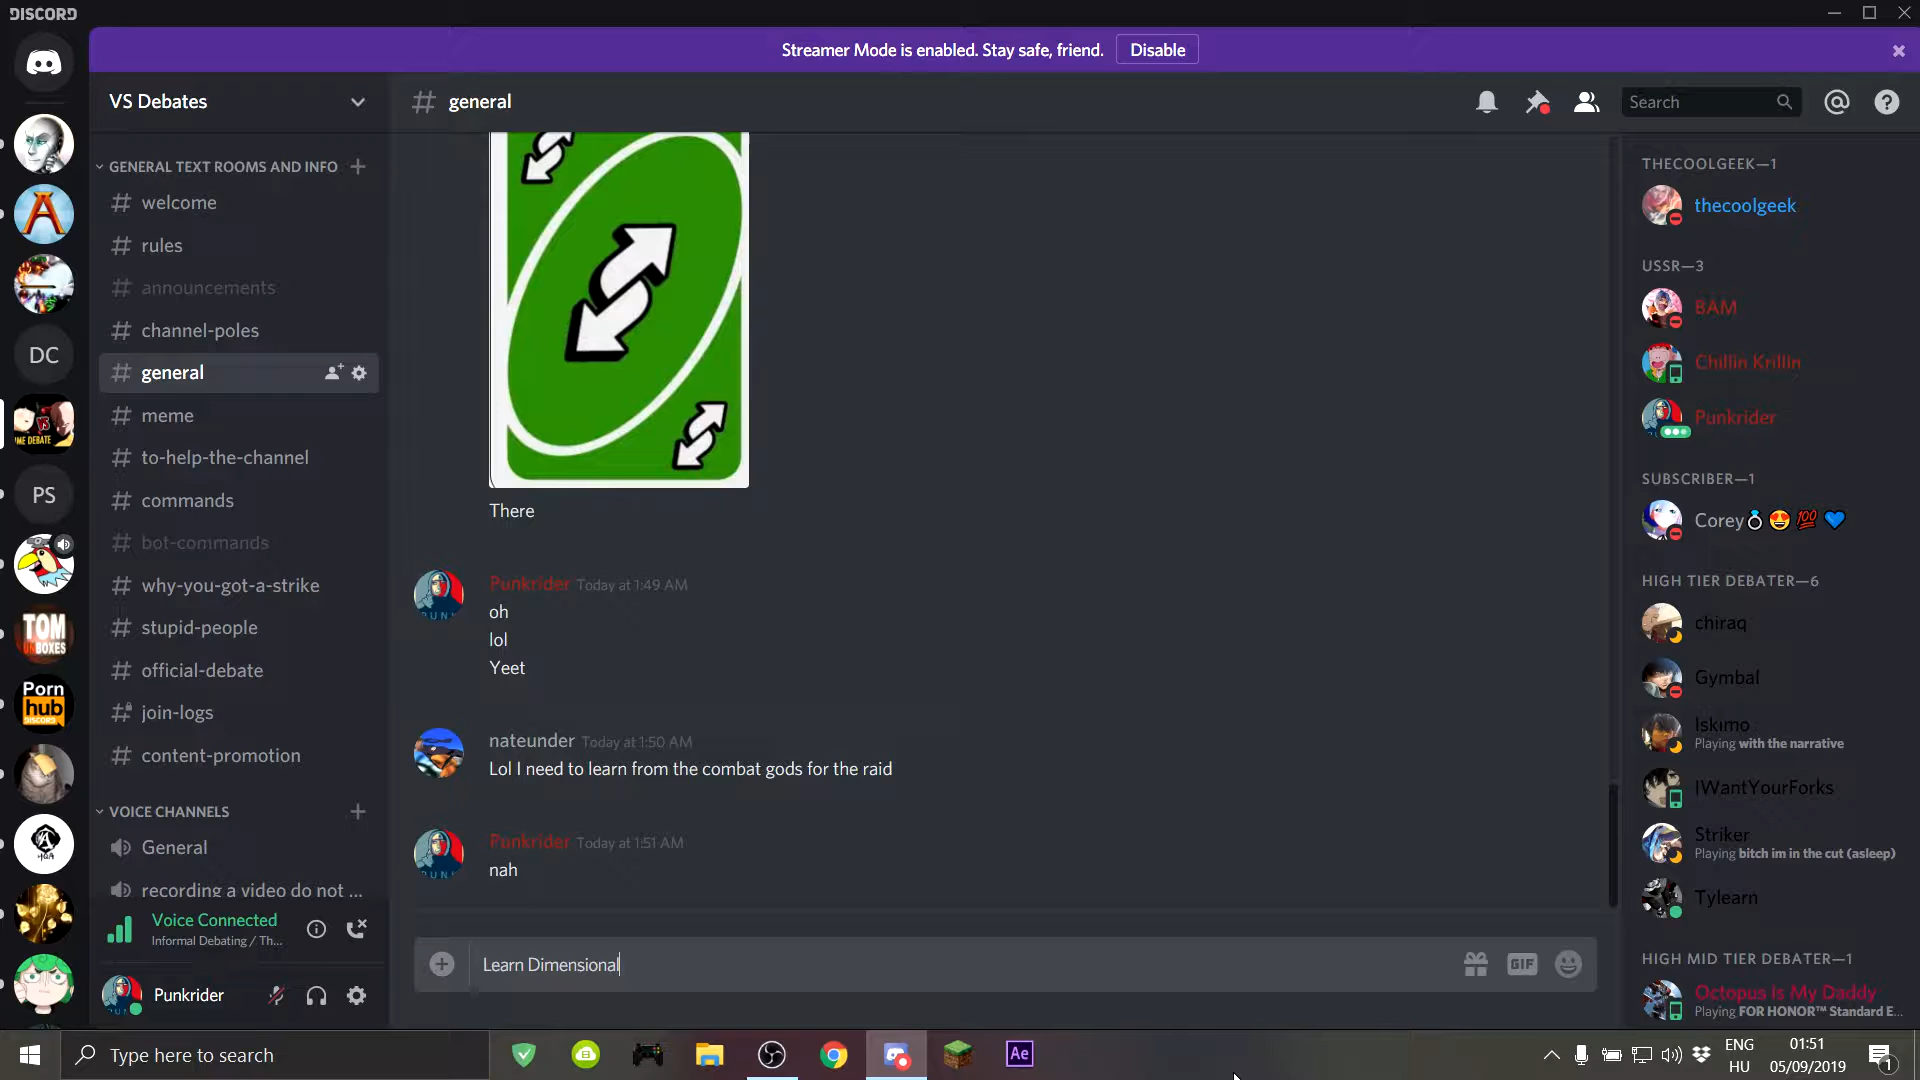 DISCORD
Streamer Mode is enabled. Stay safe, friend.
Disable
VS Debates
general
Search
GENERAL TEXT ROOMS AND INFO
welcome
rules
announcements
channel-poles
general
meme
to-help-the-channel
commands
bot-commands
why-you-got-a-strike
stupid-people
official-debate
join-logs
content-promotion
VOICE CHANNELS
General
recording a video do not ...
Voice Connected
Informal Debating / Th...
Punkrider
DC
PS
TOM
Porn
hub
DISCORD
There
Punkrider Today at 1:49 AM
oh
lol
Yeet
nateunder Today at 1:50 AM
Lol I need to learn from the combat gods for the raid
Punkrider Today at 1:51 AM
nah
Learn Dimensional
GIF
THECOOLGEEK—1
thecoolgeek
USSR—3
BAM
Chillin Krillin
Punkrider
SUBSCRIBER—1
Corey💍😍💯💙
HIGH TIER DEBATER—6
chiraq
Gymbal
Iskimo
Playing with the narrative
IWantYourForks
Striker
Playing bitch im in the cut (asleep)
Tylearn
HIGH MID TIER DEBATER—1
Octopus Is My Daddy
Playing FOR HONOR™ Standard E...
Type here to search
Ae
ENG
HU
01:51
05/09/2019
1